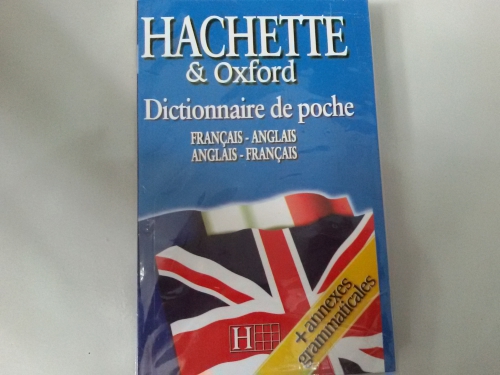 HACHETTE
& Oxford
Dictionnaire de poche
FRANÇAIS - ANGLAIS
ANGLAIS - FRANÇAIS
+ annexes
grammaticales
H